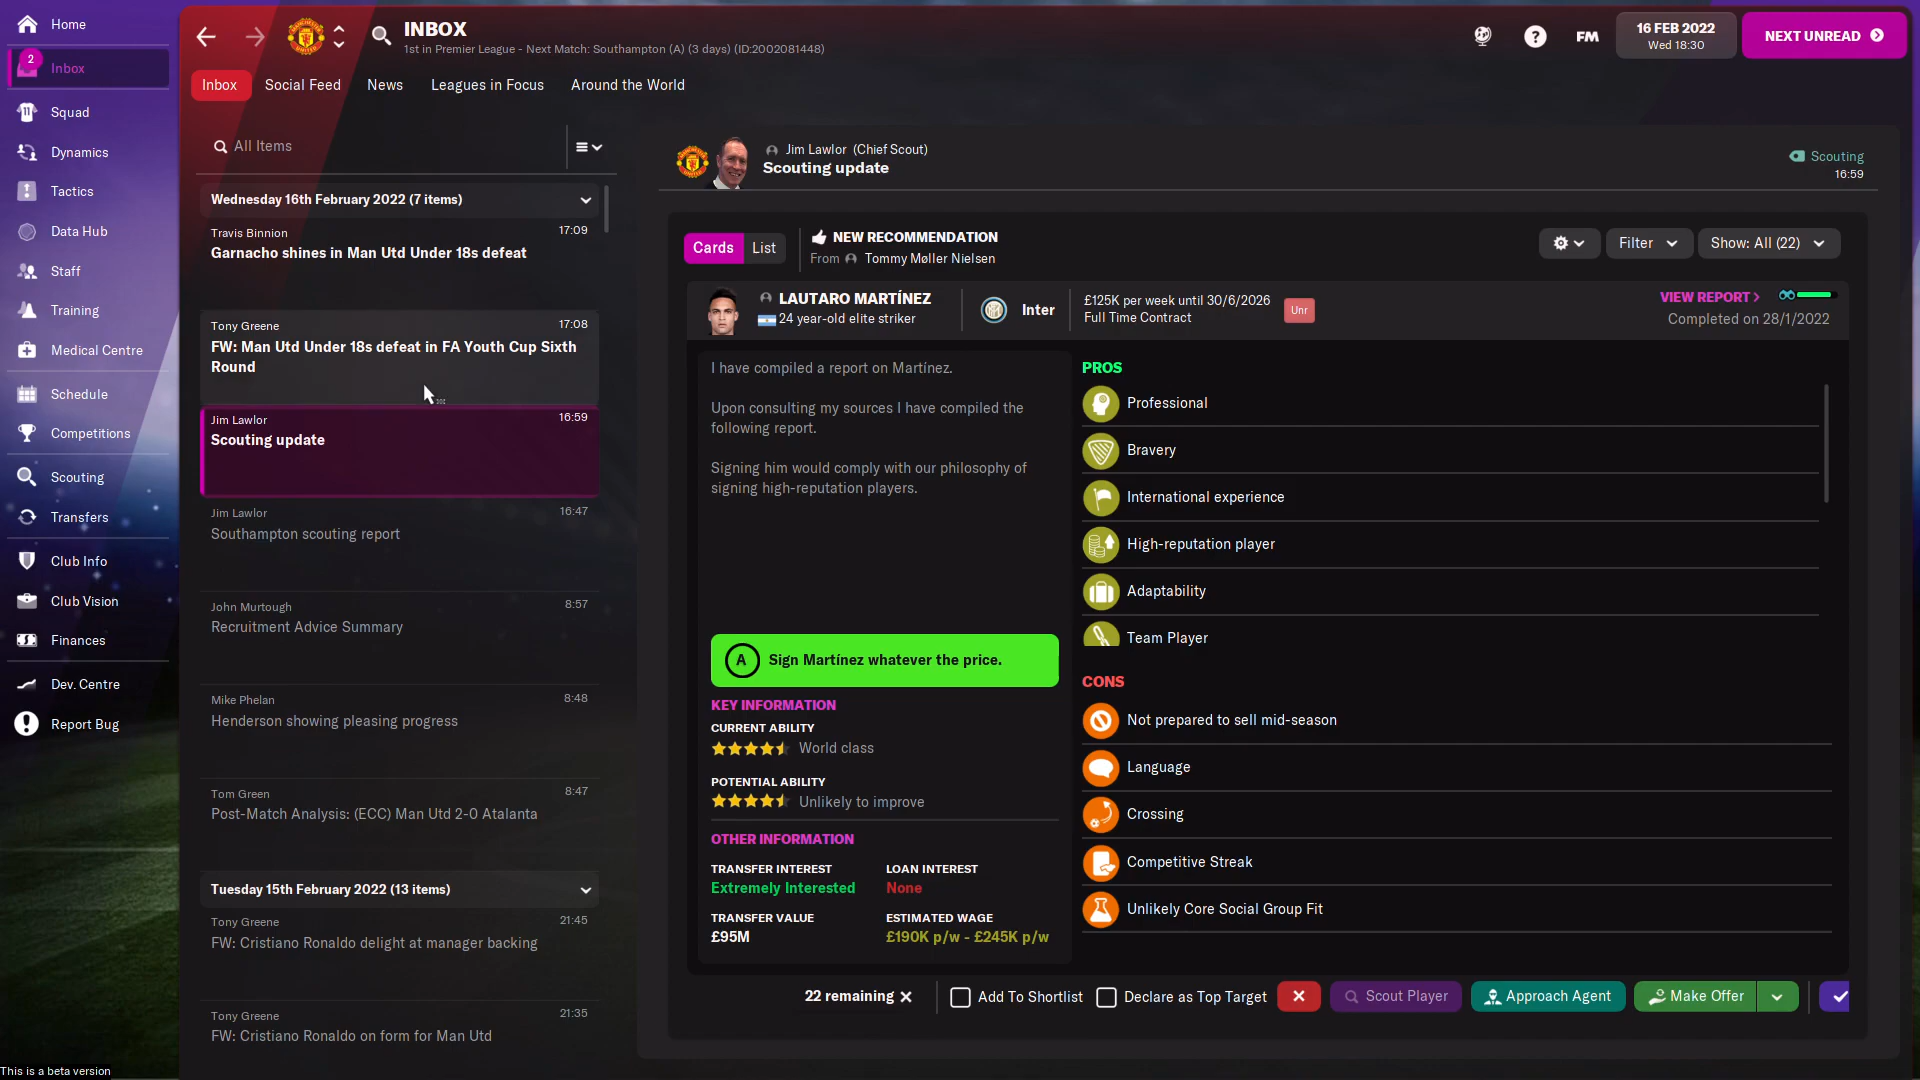 Home
2
Inbox
Squad
Dynamics
Tactics
Data Hub
Staff
Training
Medical Centre
Schedule
Competitions
Scouting
Transfers
Club Info
Club Vision
Finances
Dev. Centre
Report Bug
This is a beta version
INBOX
1st in Premier League - Next Match: Southampton (A) (3 days) (ID:2002081448)
FM
16 FEB 2022
Wed 18:30
NEXT UNREAD
Inbox
Social Feed
News
Leagues in Focus
Around the World
All Items
Wednesday 16th February 2022 (7 items)
Travis Binnion 17:09
Garnacho shines in Man Utd Under 18s defeat
Tony Greene 17:08
FW: Man Utd Under 18s defeat in FA Youth Cup Sixth
Round
Jim Lawlor 16:59
Scouting update
Jim Lawlor 16:47
Southampton scouting report
John Murtough 8:57
Recruitment Advice Summary
Mike Phelan 8:48
Henderson showing pleasing progress
Tom Green 8:47
Post-Match Analysis: (ECC) Man Utd 2-0 Atalanta
Tuesday 15th February 2022 (13 items)
Tony Greene 21:45
FW: Cristiano Ronaldo delight at manager backing
Tony Greene 21:35
FW: Cristiano Ronaldo on form for Man Utd
Jim Lawlor (Chief Scout)
Scouting update
Scouting
16:59
Cards
List
NEW RECOMMENDATION
From Tommy Møller Nielsen
Filter
Show: All (22)
LAUTARO MARTÍNEZ
24 year-old elite striker
Inter
£125K per week until 30/6/2026
Full Time Contract
Unr
VIEW REPORT >
Completed on 28/1/2022
I have compiled a report on Martínez.
Upon consulting my sources I have compiled the
following report.
Signing him would comply with our philosophy of
signing high-reputation players.
A Sign Martínez whatever the price.
KEY INFORMATION
CURRENT ABILITY
World class
POTENTIAL ABILITY
Unlikely to improve
OTHER INFORMATION
TRANSFER INTEREST LOAN INTEREST
Extremely Interested None
TRANSFER VALUE ESTIMATED WAGE
£95M £190K p/w - £245K p/w
PROS
Professional
Bravery
International experience
High-reputation player
Adaptability
Team Player
CONS
Not prepared to sell mid-season
Language
Crossing
Competitive Streak
Unlikely Core Social Group Fit
22 remaining
Add To Shortlist
Declare as Top Target
Scout Player
Approach Agent
Make Offer